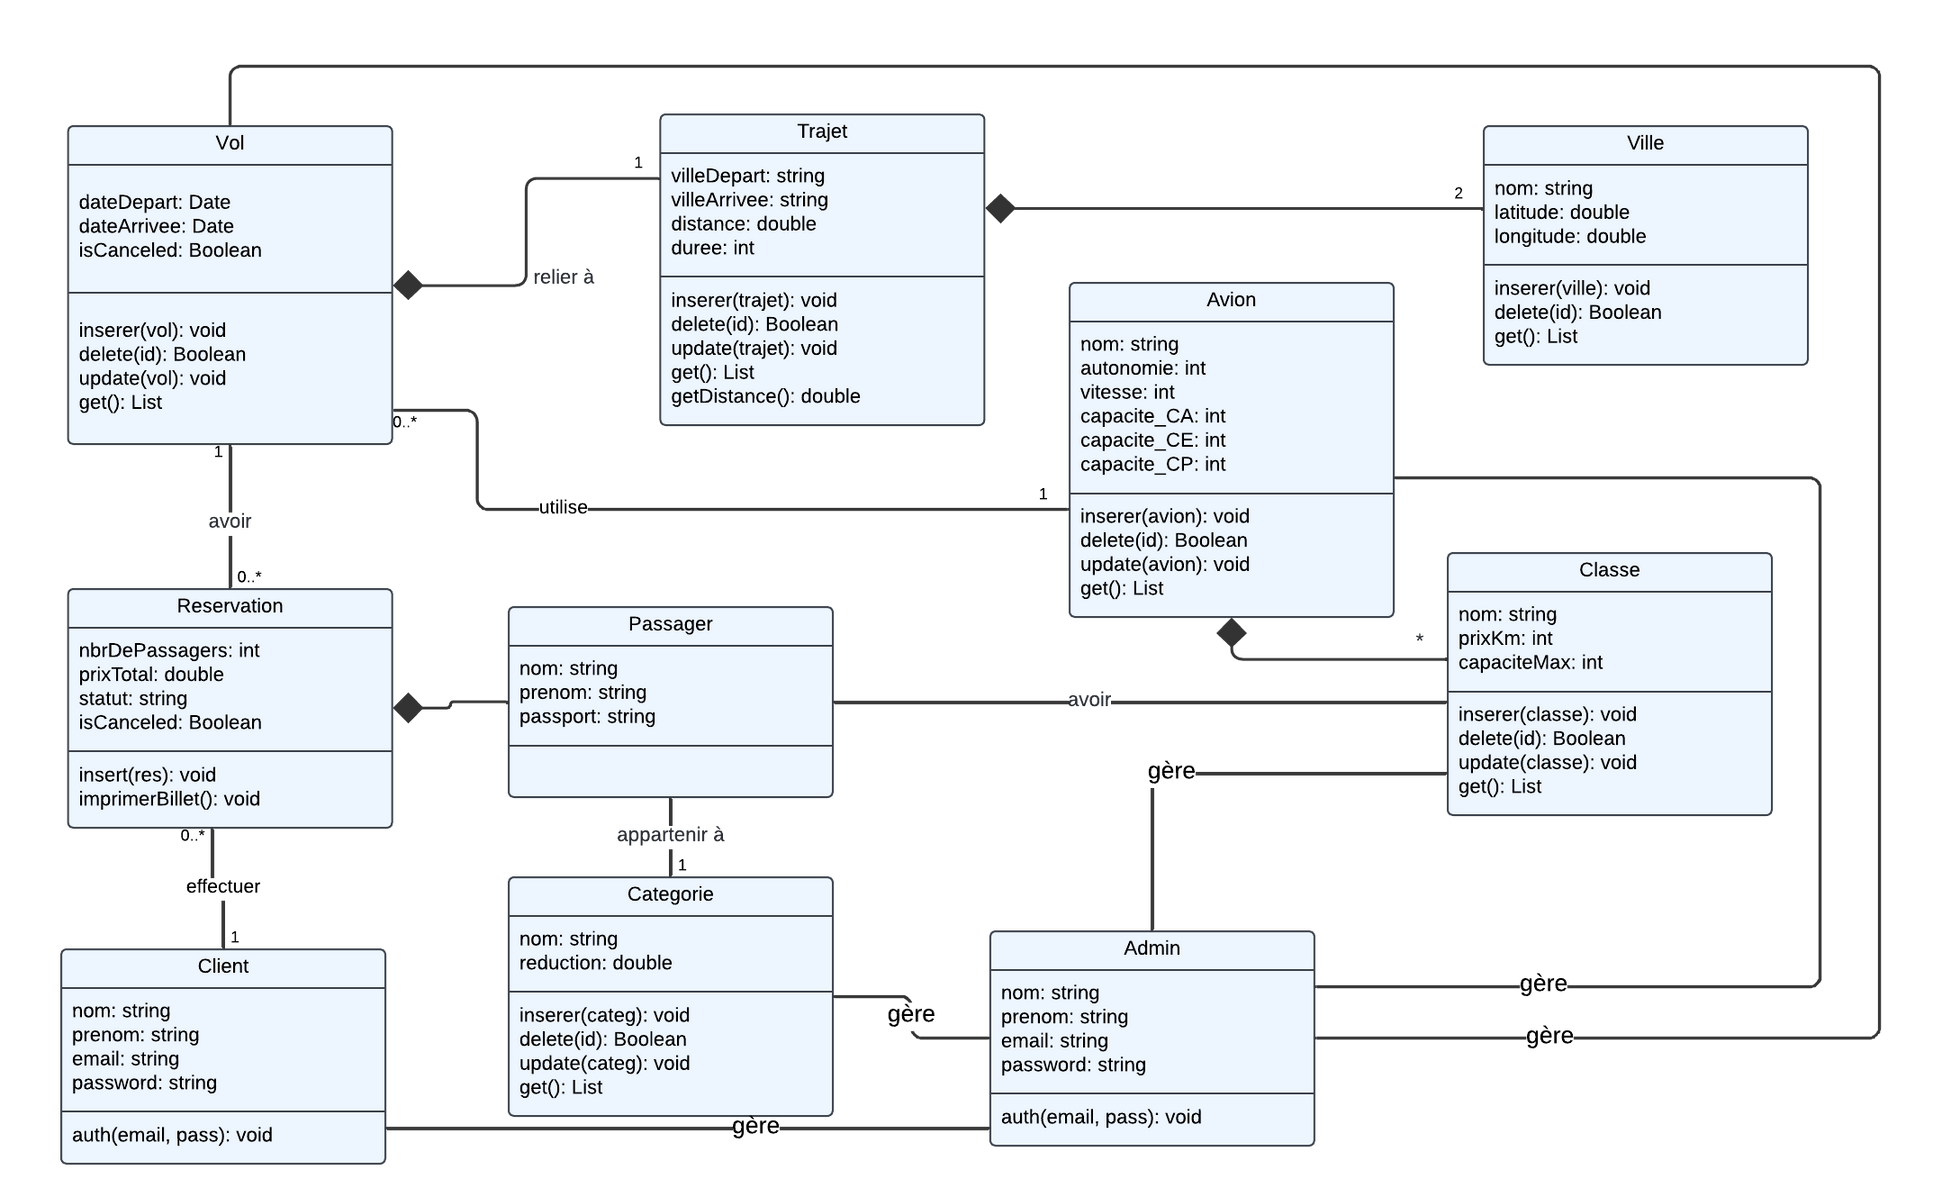 Vol
dateDepart: Date
dateArrivee: Date
isCanceled: Boolean
inserer(vol): void
delete(id): Boolean
update(vol): void
get(): List
1
relier à
Trajet
villeDepart: string
villeArrivee: string
distance: double
duree: int
inserer(trajet): void
delete(id): Boolean
update(trajet): void
get(): List
getDistance(): double
2
Ville
nom: string
latitude: double
longitude: double
inserer(ville): void
delete(id): Boolean
get(): List
0..*
utilise
1
Avion
nom: string
autonomie: int
vitesse: int
capacite_CA: int
capacite_CE: int
capacite_CP: int
inserer(avion): void
delete(id): Boolean
update(avion): void
get(): List
*
Classe
nom: string
prixKm: int
capaciteMax: int
inserer(classe): void
delete(id): Boolean
update(classe): void
get(): List
1
avoir
0..*
Reservation
nbrDePassagers: int
prixTotal: double
statut: string
isCanceled: Boolean
insert(res): void
imprimerBillet(): void
Passager
nom: string
prenom: string
passport: string
avoir
gère
appartenir à
1
0..*
effectuer
1
Client
nom: string
prenom: string
email: string
password: string
auth(email, pass): void
Categorie
nom: string
reduction: double
inserer(categ): void
delete(id): Boolean
update(categ): void
get(): List
gère
gère
Admin
nom: string
prenom: string
email: string
password: string
auth(email, pass): void
gère
gère